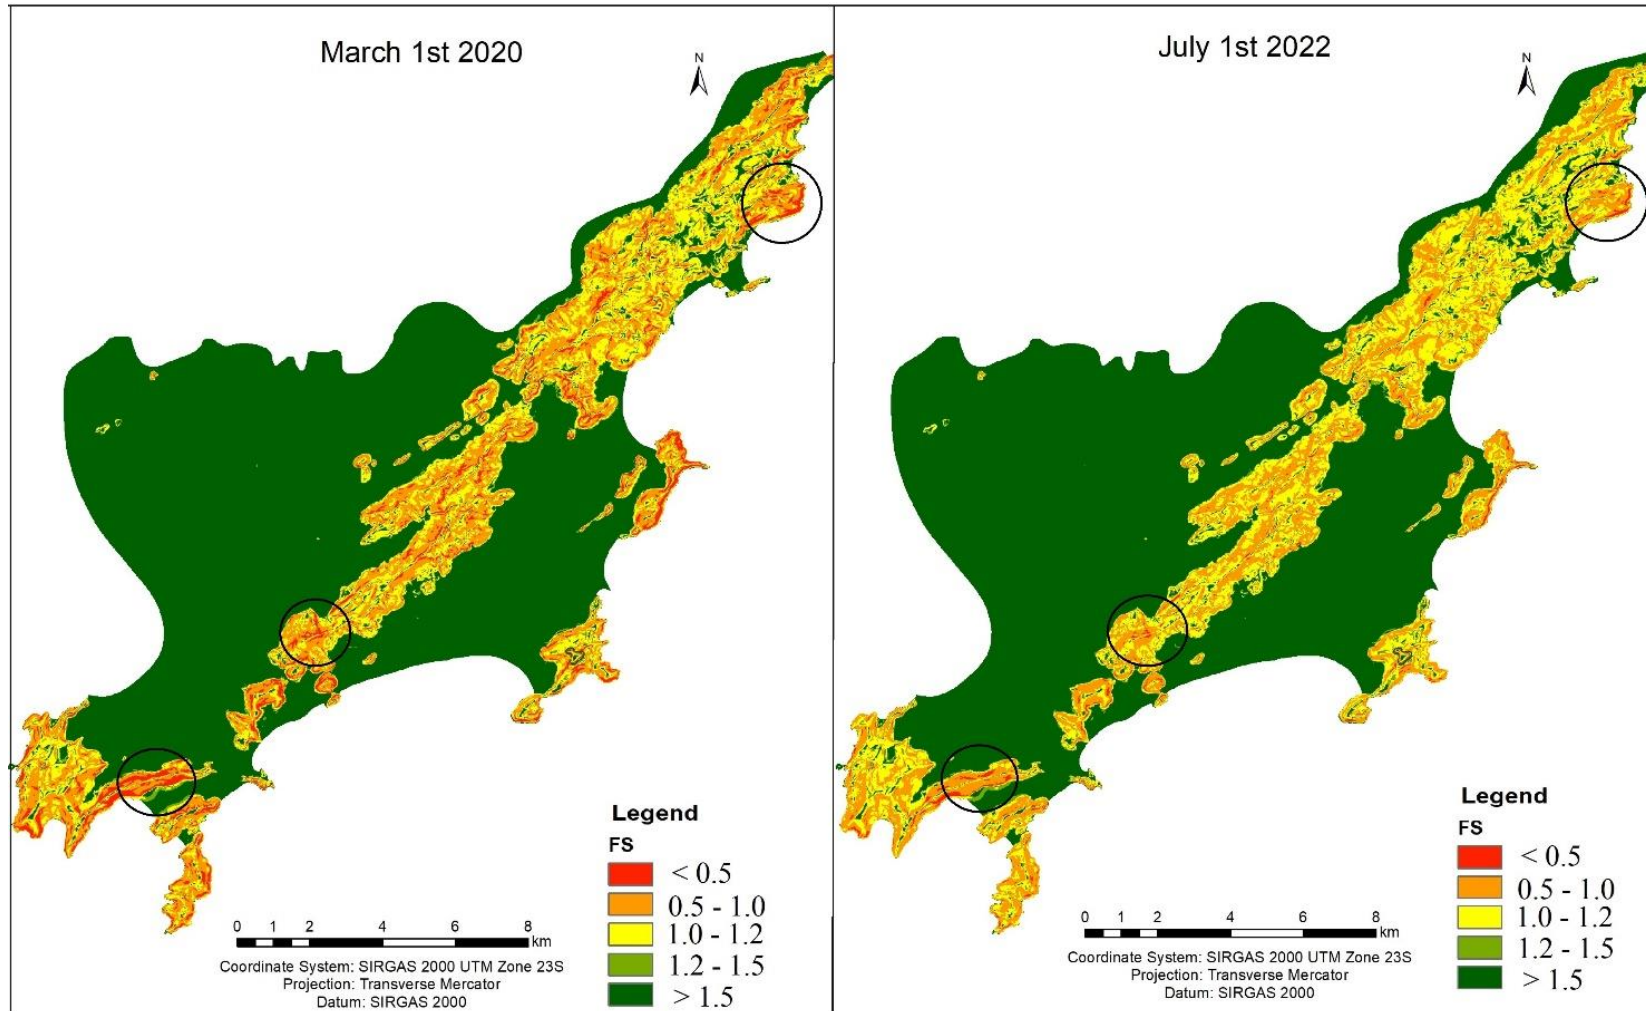 March 1st 2020
N
Legend
FS
< 0.5
0.5 - 1.0
1.0 - 1.2
1.2 - 1.5
> 1.5
0 1 2 4 6 8
km
Coordinate System: SIRGAS 2000 UTM Zone 23S
Projection: Transverse Mercator
Datum: SIRGAS 2000
July 1st 2022
N
Legend
FS
< 0.5
0.5 - 1.0
1.0 - 1.2
1.2 - 1.5
> 1.5
0 1 2 4 6 8
km
Coordinate System: SIRGAS 2000 UTM Zone 23S
Projection: Transverse Mercator
Datum: SIRGAS 2000